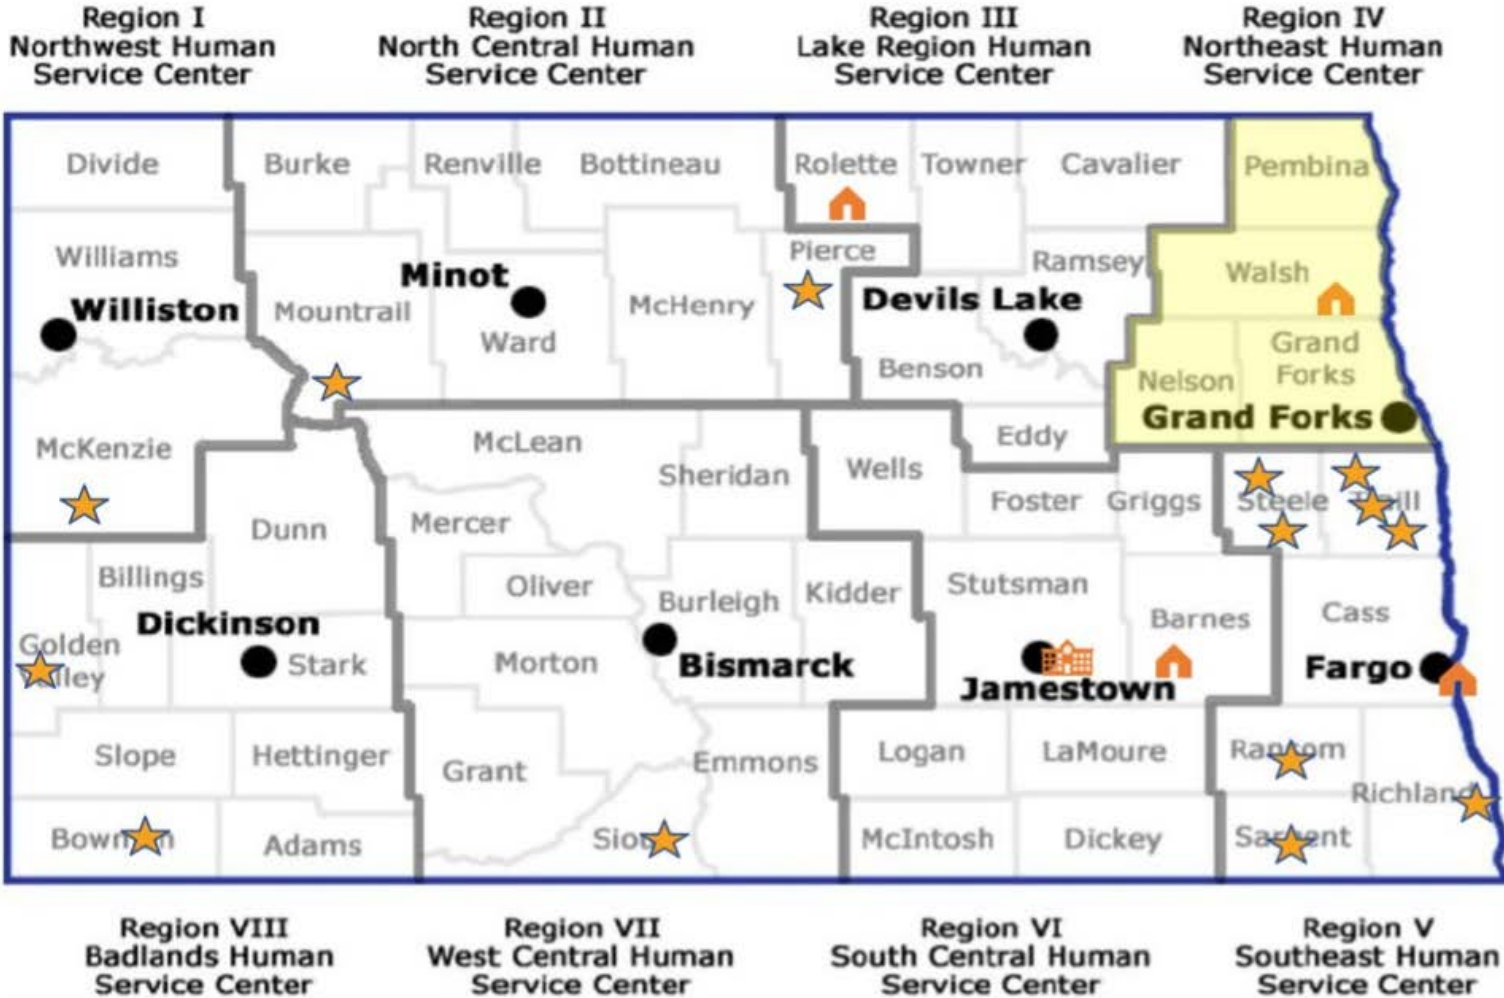 Region I
Northwest Human
Service Center
Region II
North Central Human
Service Center
Region III
Lake Region Human
Service Center
Region IV
Northeast Human
Service Center
Divide
Burke
Renville
Bottineau
Rolette
Towner
Cavalier
Pembina
Williams
Minot
Pierce
Ramsey
Walsh
Williston
Mountrail
McHenry
Devils Lake
Ward
Grand
Forks
Benson
Nelson
Grand Forks
McKenzie
McLean
Sheridan
Wells
Eddy
Dunn
Mercer
Foster
Griggs
Steele
Billings
Oliver
Burleigh
Kidder
Stutsman
Barnes
Cass
Dickinson
Golden
Stark
Morton
Bismarck
Jamestown
Fargo
Slope
Hettinger
Grant
Emmons
Logan
LaMoure
Richland
Adams
McIntosh
Dickey
Region VIII
Badlands Human
Service Center
Region VII
West Central Human
Service Center
Region VI
South Central Human
Service Center
Region V
Southeast Human
Service Center